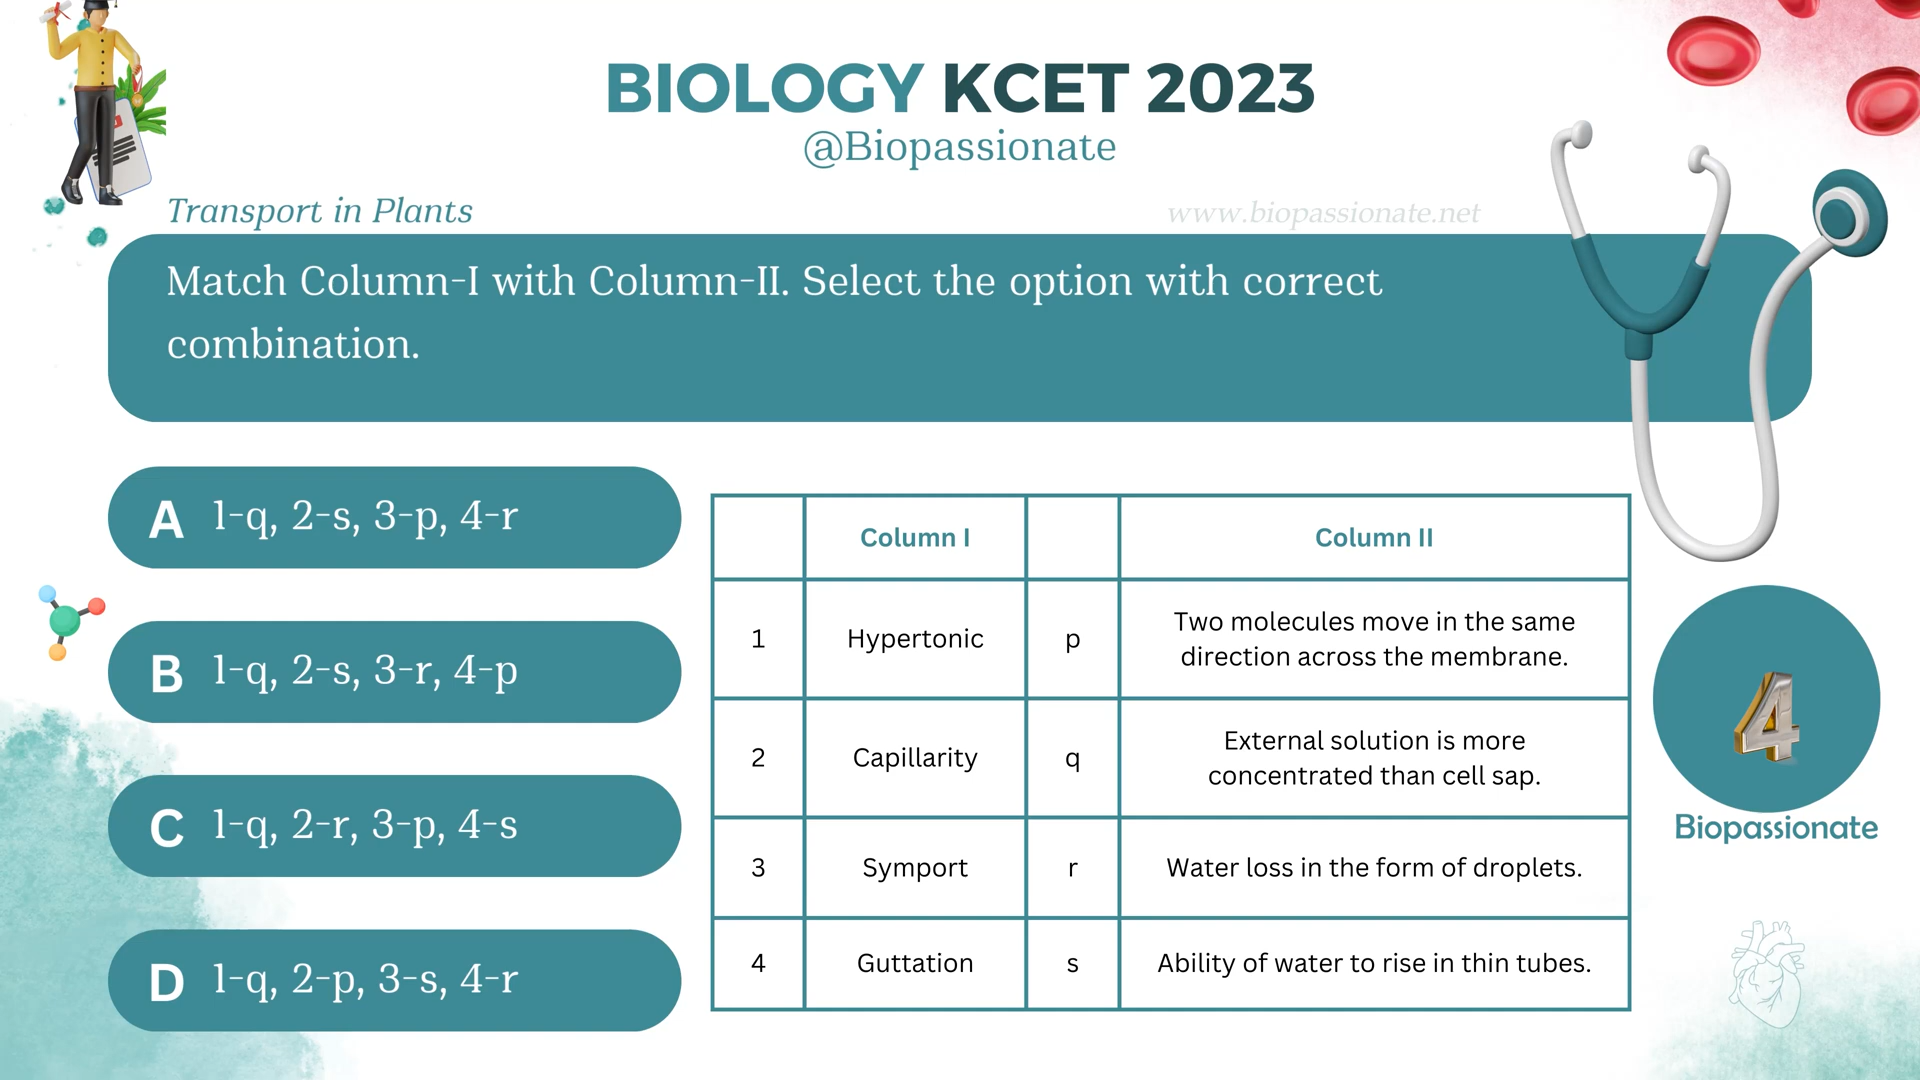 BIOLOGY KCET 2023
@Biopassionate
Transport in Plants
www.biopassionate.net
Match Column-I with Column-II. Select the option with correct
combination.
A 1-q, 2-s, 3-p, 4-r
B 1-q, 2-s, 3-r, 4-p
C 1-q, 2-r, 3-p, 4-s
D 1-q, 2-p, 3-s, 4-r
Column I Column II
1 Hypertonic p Two molecules move in the same
direction across the membrane.
2 Capillarity q External solution is more
concentrated than cell sap.
3 Symport r Water loss in the form of droplets.
4 Guttation s Ability of water to rise in thin tubes.
4
Biopassionate